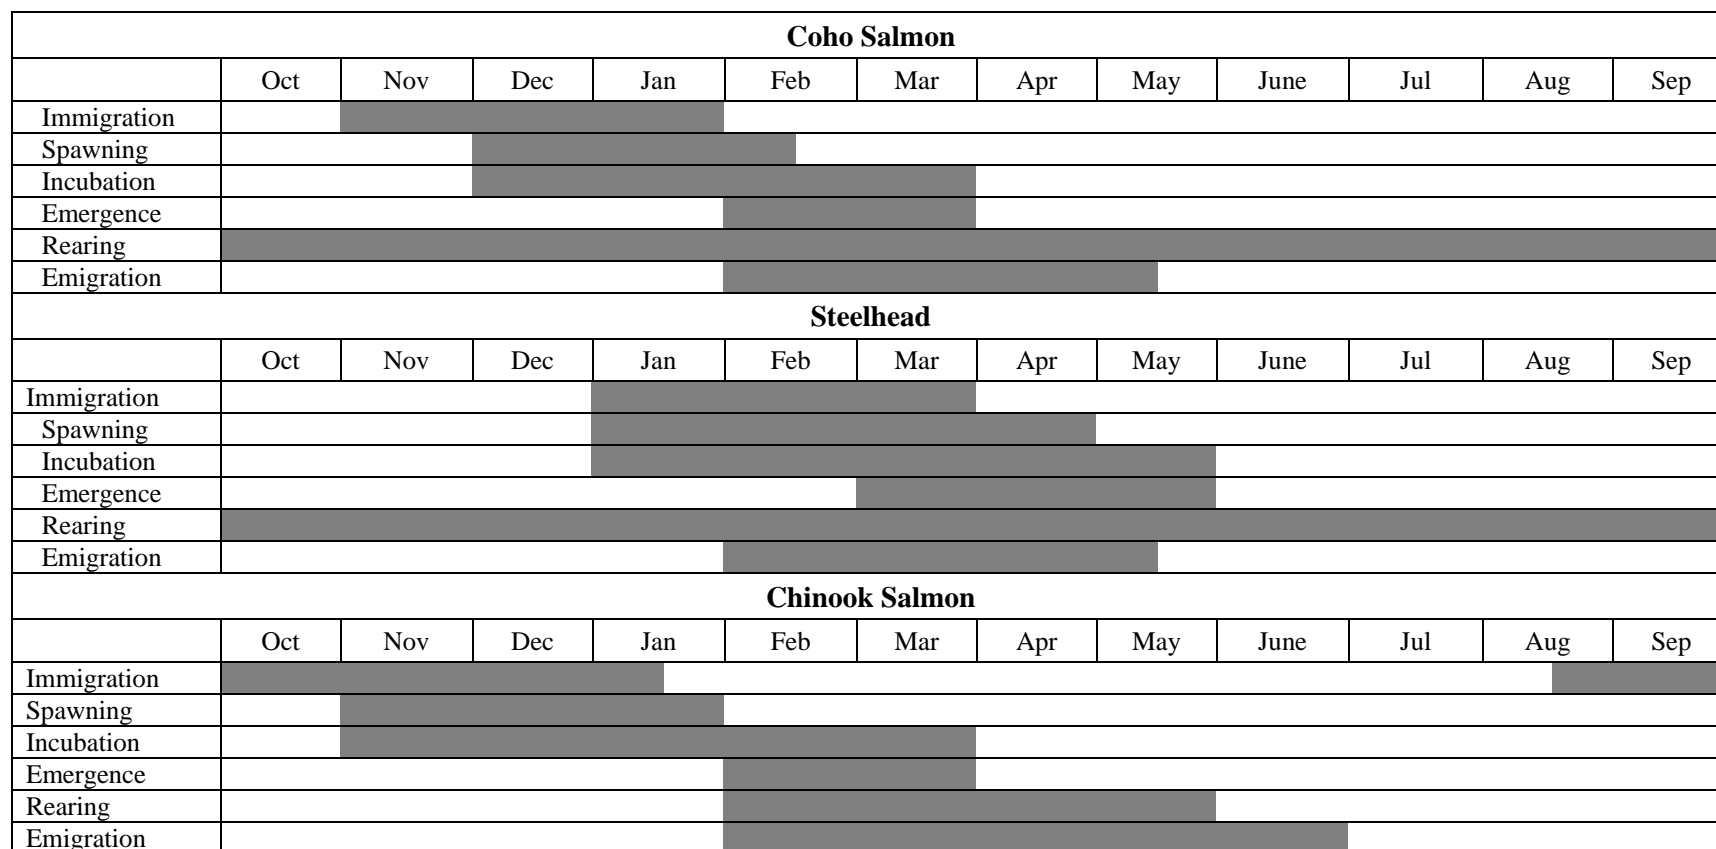 Coho Salmon
Oct Nov Dec Jan Feb Mar Apr May June Jul Aug Sep
Immigration
Spawning
Incubation
Emergence
Rearing
Emigration
Steelhead
Oct Nov Dec Jan Feb Mar Apr May June Jul Aug Sep
Immigration
Spawning
Incubation
Emergence
Rearing
Emigration
Chinook Salmon
Oct Nov Dec Jan Feb Mar Apr May June Jul Aug Sep
Immigration
Spawning
Incubation
Emergence
Rearing
Emigration